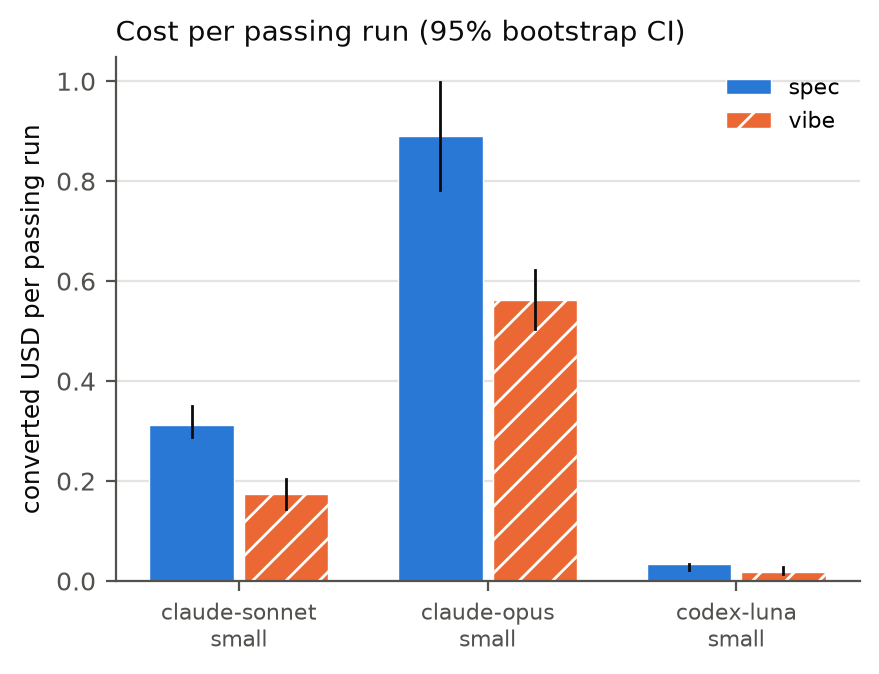 Cost per passing run (95% bootstrap CI)
converted USD per passing run
1.0
0.8
0.6
0.4
0.2
0.0
spec
vibe
claude-sonnet
small
claude-opus
small
codex-luna
small